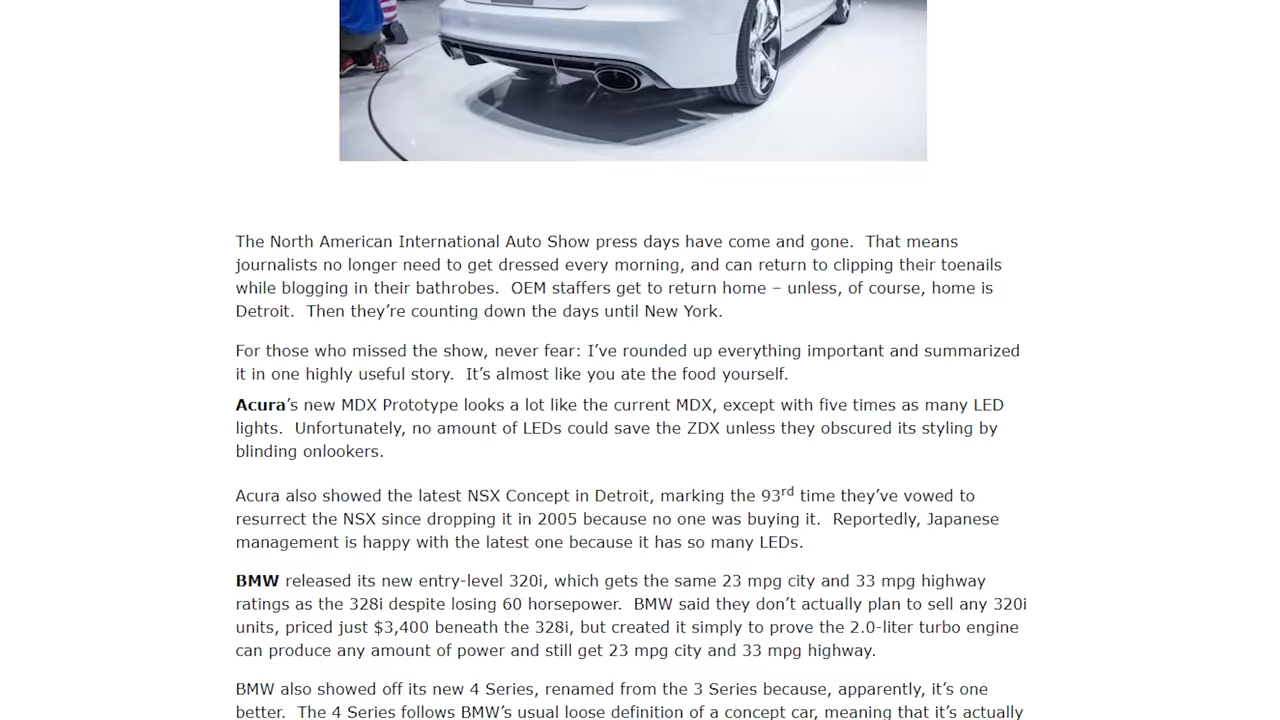 The North American International Auto Show press days have come and gone.  That means
journalists no longer need to get dressed every morning, and can return to clipping their toenails
while blogging in their bathrobes.  OEM staffers get to return home – unless, of course, home is
Detroit.  Then they’re counting down the days until New York.
For those who missed the show, never fear: I’ve rounded up everything important and summarized
it in one highly useful story.  It’s almost like you ate the food yourself.
Acura’s new MDX Prototype looks a lot like the current MDX, except with five times as many LED
lights.  Unfortunately, no amount of LEDs could save the ZDX unless they obscured its styling by
blinding onlookers.
Acura also showed the latest NSX Concept in Detroit, marking the 93rd time they’ve vowed to
resurrect the NSX since dropping it in 2005 because no one was buying it.  Reportedly, Japanese
management is happy with the latest one because it has so many LEDs.
BMW released its new entry-level 320i, which gets the same 23 mpg city and 33 mpg highway
ratings as the 328i despite losing 60 horsepower.  BMW said they don’t actually plan to sell any 320i
units, priced just $3,400 beneath the 328i, but created it simply to prove the 2.0-liter turbo engine
can produce any amount of power and still get 23 mpg city and 33 mpg highway.
BMW also showed off its new 4 Series, renamed from the 3 Series because, apparently, it’s one
better.  The 4 Series follows BMW’s usual loose definition of a concept car, meaning that it’s actually